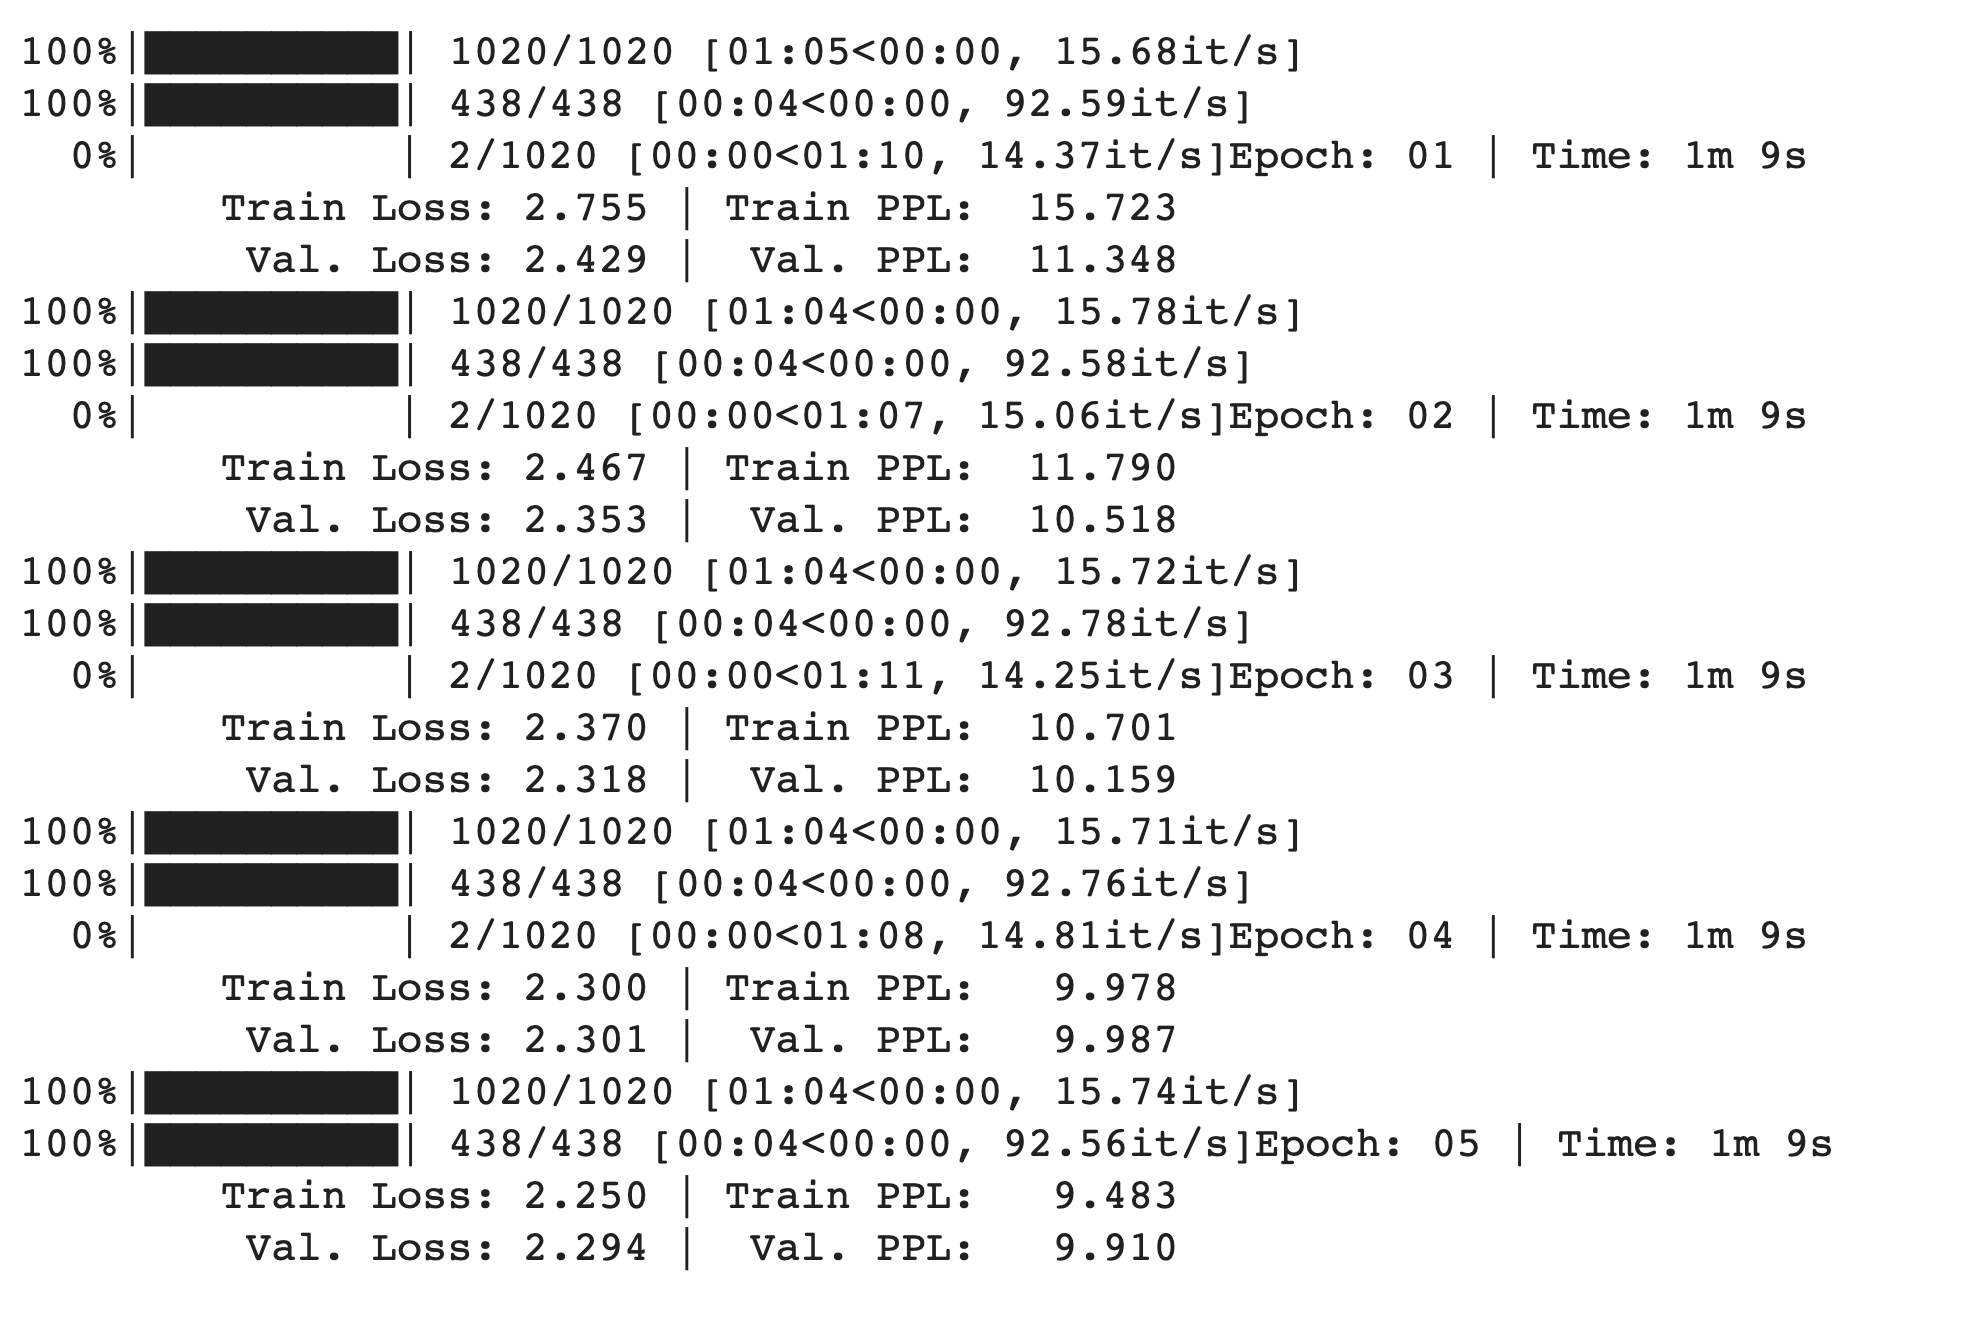 100%|██████████| 1020/1020 [01:05<00:00, 15.68it/s]
100%|██████████| 438/438 [00:04<00:00, 92.59it/s]
  0%|          | 2/1020 [00:00<01:10, 14.37it/s]Epoch: 01 | Time: 1m 9s
	Train Loss: 2.755 | Train PPL:  15.723
	 Val. Loss: 2.429 |  Val. PPL:  11.348
100%|██████████| 1020/1020 [01:04<00:00, 15.78it/s]
100%|██████████| 438/438 [00:04<00:00, 92.58it/s]
  0%|          | 2/1020 [00:00<01:07, 15.06it/s]Epoch: 02 | Time: 1m 9s
	Train Loss: 2.467 | Train PPL:  11.790
	 Val. Loss: 2.353 |  Val. PPL:  10.518
100%|██████████| 1020/1020 [01:04<00:00, 15.72it/s]
100%|██████████| 438/438 [00:04<00:00, 92.78it/s]
  0%|          | 2/1020 [00:00<01:11, 14.25it/s]Epoch: 03 | Time: 1m 9s
	Train Loss: 2.370 | Train PPL:  10.701
	 Val. Loss: 2.318 |  Val. PPL:  10.159
100%|██████████| 1020/1020 [01:04<00:00, 15.71it/s]
100%|██████████| 438/438 [00:04<00:00, 92.76it/s]
  0%|          | 2/1020 [00:00<01:08, 14.81it/s]Epoch: 04 | Time: 1m 9s
	Train Loss: 2.300 | Train PPL:   9.978
	 Val. Loss: 2.301 |  Val. PPL:   9.987
100%|██████████| 1020/1020 [01:04<00:00, 15.74it/s]
100%|██████████| 438/438 [00:04<00:00, 92.56it/s]Epoch: 05 | Time: 1m 9s
	Train Loss: 2.250 | Train PPL:   9.483
	 Val. Loss: 2.294 |  Val. PPL:   9.910